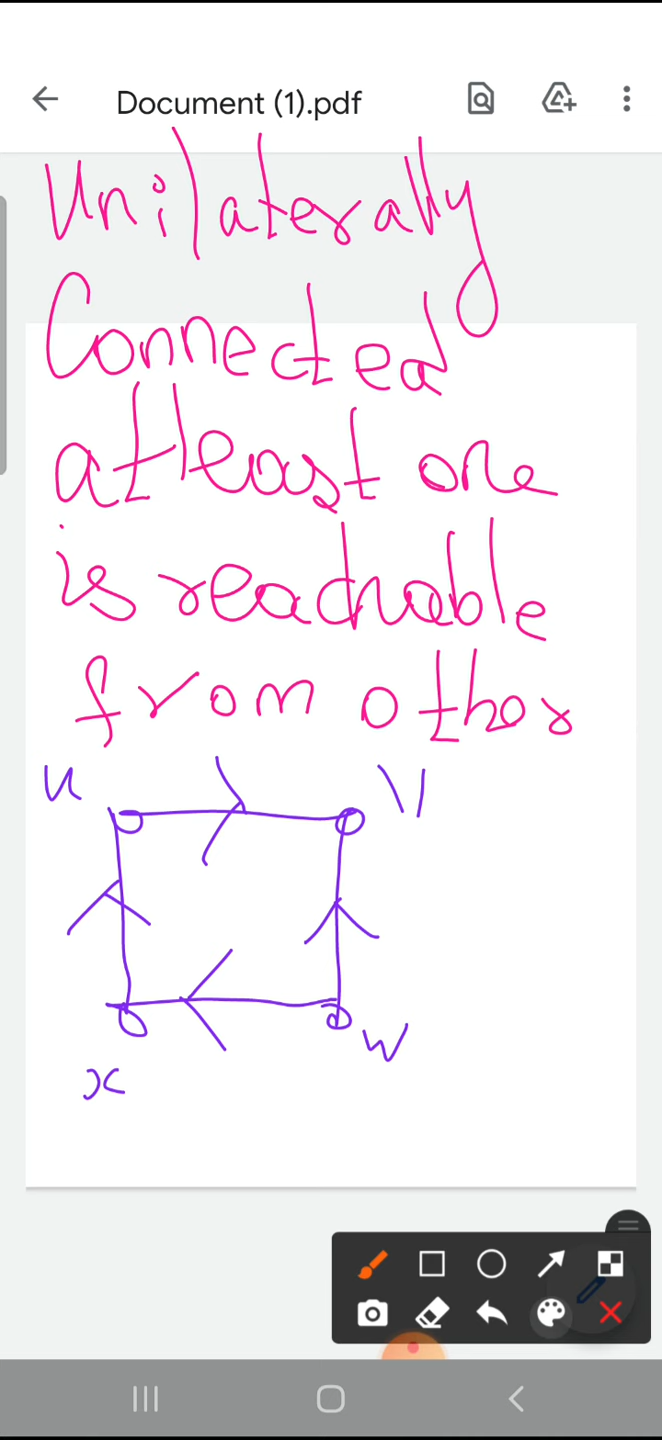 Document (1).pdf
Unilaterally
Connected
atleast one
is reachable
from other
u
v
w
x